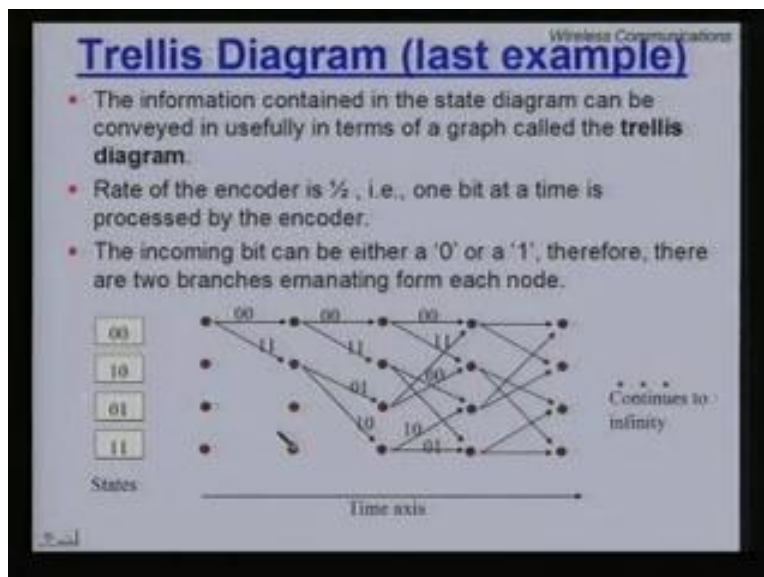 Wireless Communications
Trellis Diagram (last example)
• The information contained in the state diagram can be
conveyed in usefully in terms of a graph called the trellis
diagram.
• Rate of the encoder is ½ , i.e., one bit at a time is
processed by the encoder.
• The incoming bit can be either a '0' or a '1', therefore, there
are two branches emanating form each node.
00 00 00
00
11 11 11
10
01 00
01
10 10
11
01
Continues to
infinity
States
Time axis